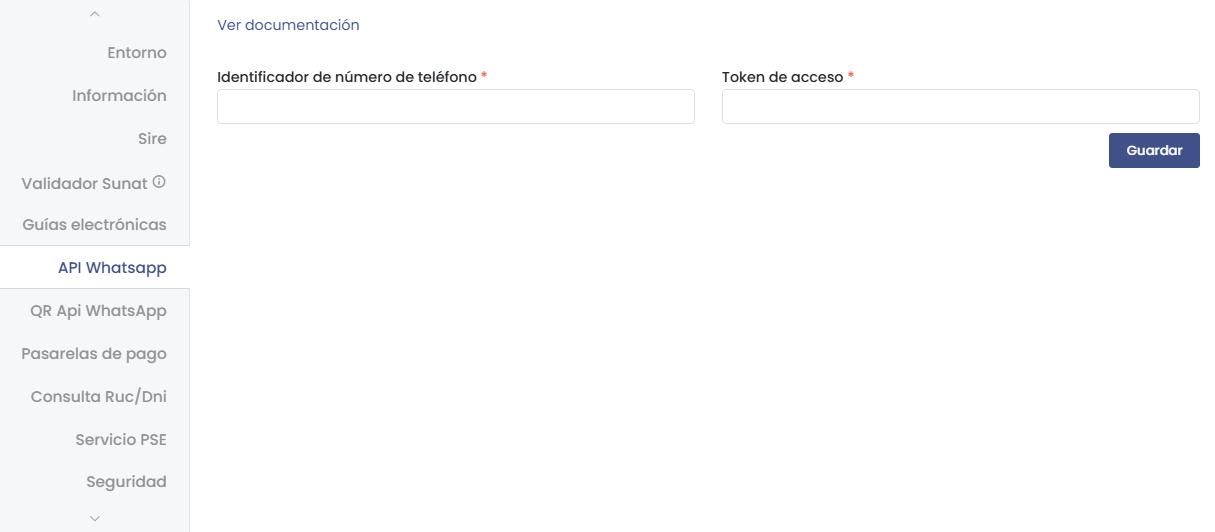 Entorno
Información
Sire
Validador Sunat
Guías electrónicas
API Whatsapp
QR Api WhatsApp
Pasarelas de pago
Consulta Ruc/Dni
Servicio PSE
Seguridad
Ver documentación
Identificador de número de teléfono *
Token de acceso *
Guardar